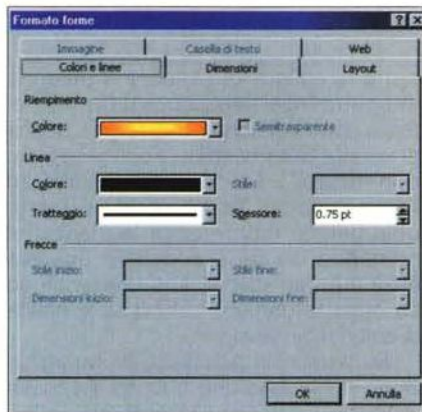 Formato forme
Immagine Casella di testo Web
Colori e linee Dimensioni Layout
Riempimento
Colore: Semitrasparente
Linea
Colore: Stile:
Tratteggio: Spessore: 0.75 pt
Frecce
Stile inizio: Stile fine:
Dimensioni inizio: Dimensioni fine:
OK Annulla